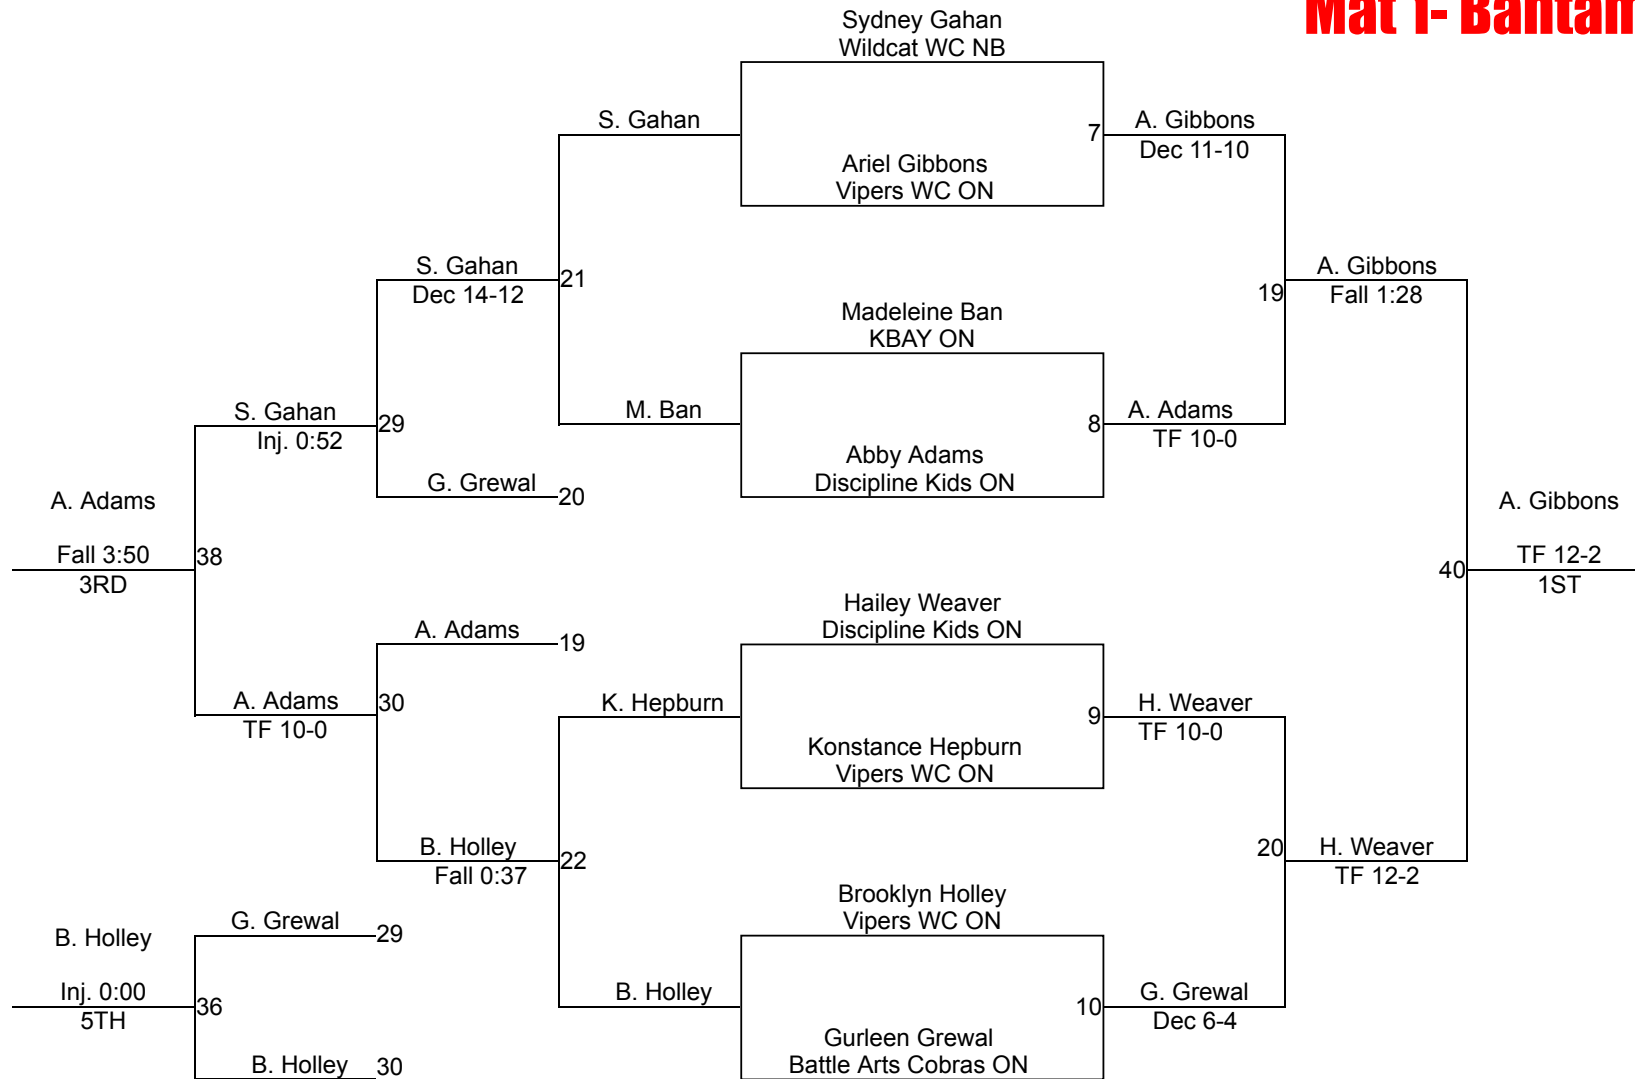 Mat 1- Bantam
Sydney Gahan
Wildcat WC NB
S. Gahan
7
A. Gibbons
Dec 11-10
Ariel Gibbons
Vipers WC ON
S. Gahan
Dec 14-12
21
A. Gibbons
Fall 1:28
19
Madeleine Ban
KBAY ON
S. Gahan
Inj. 0:52
29
M. Ban
8
A. Adams
TF 10-0
Abby Adams
Discipline Kids ON
G. Grewal
20
A. Adams
Fall 3:50
3RD
38
A. Gibbons
TF 12-2
1ST
40
Hailey Weaver
Discipline Kids ON
A. Adams
19
A. Adams
TF 10-0
30
K. Hepburn
9
H. Weaver
TF 10-0
Konstance Hepburn
Vipers WC ON
B. Holley
Fall 0:37
22
20
H. Weaver
TF 12-2
Brooklyn Holley
Vipers WC ON
G. Grewal
29
B. Holley
Inj. 0:00
5TH
36
B. Holley
10
G. Grewal
Dec 6-4
Gurleen Grewal
Battle Arts Cobras ON
B. Holley
30